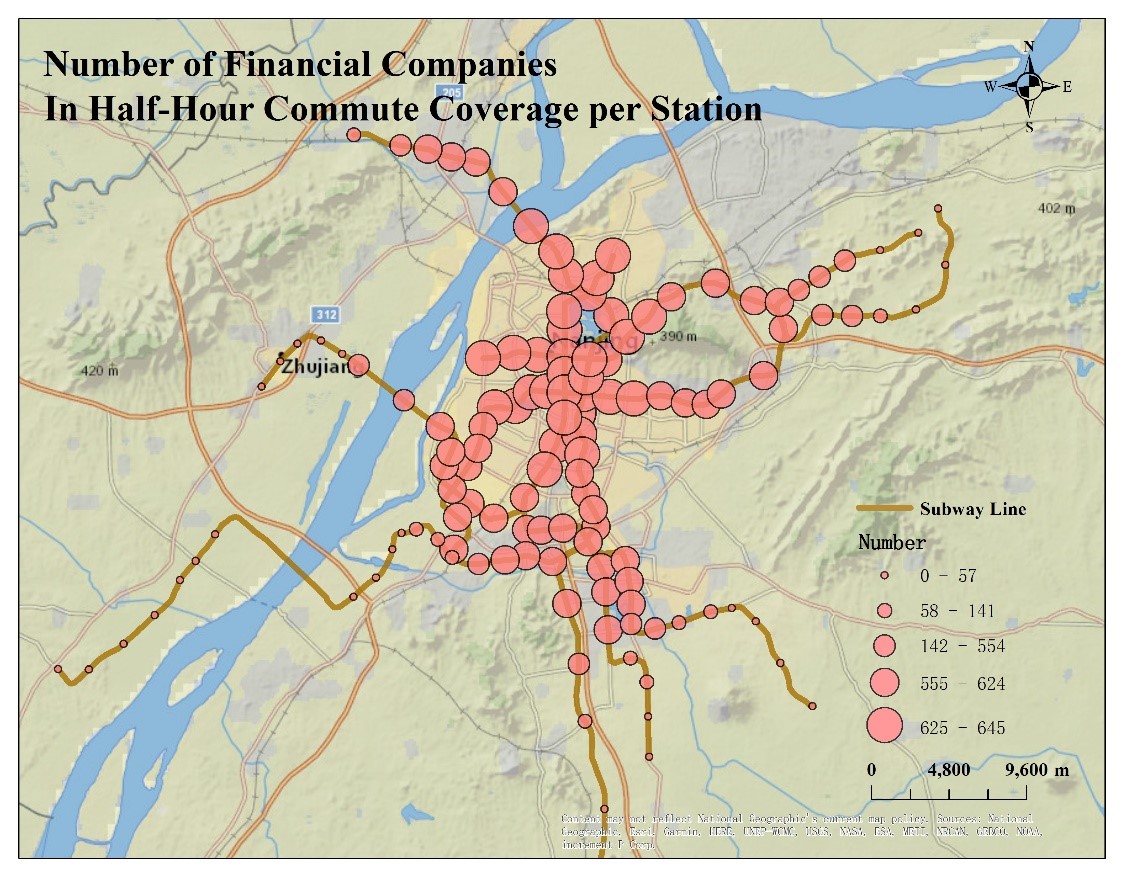 Number of Financial Companies
In Half-Hour Commute Coverage per Station
205
N
W E
S
402 m
312
390 m
Zhujiang
420 m
Subway Line
Number
0 - 57
58 - 141
142 - 554
555 - 624
625 - 645
0 4,800 9,600 m
Content may not reflect National Geographic's current map policy. Sources: National
Geographic, Esri, Garmin, HERE, UNEP-WCMC, USGS, NASA, ESA, METI, NRCAN, GEBCO, NOAA,
increment P Corp.